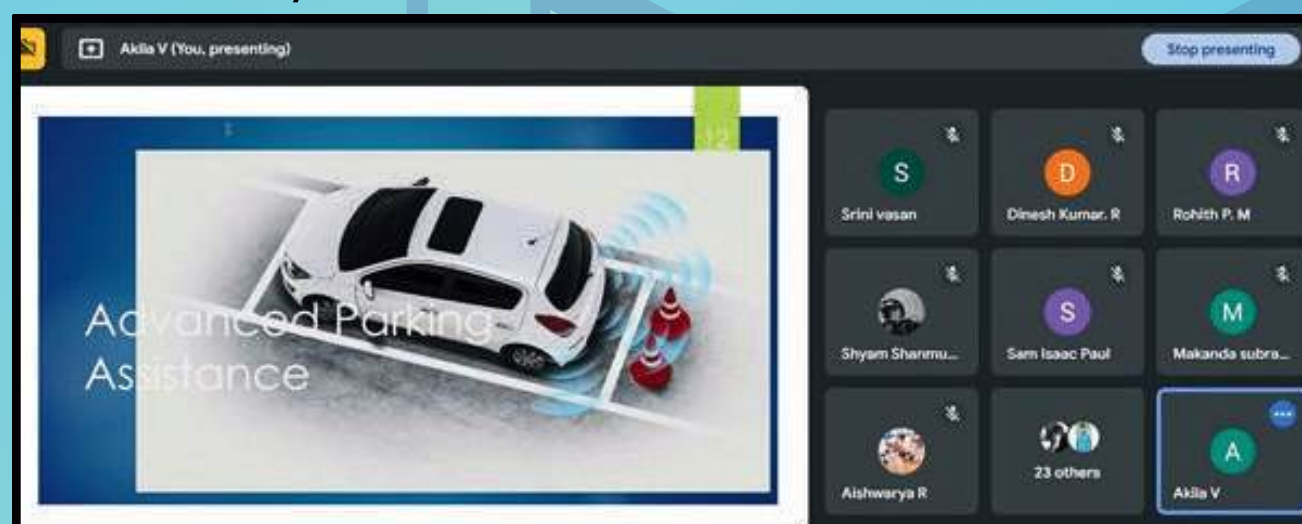 Akila V (You, presenting)
Stop presenting
12
Advanced Parking
Assistance
S
D
R
Srini vasan
Dinesh Kumar. R
Rohith P. M
S
M
Shyam Shanmu...
Sam Isaac Paul
Makanda subra...
A
Aishwarya R
23 others
Akila V